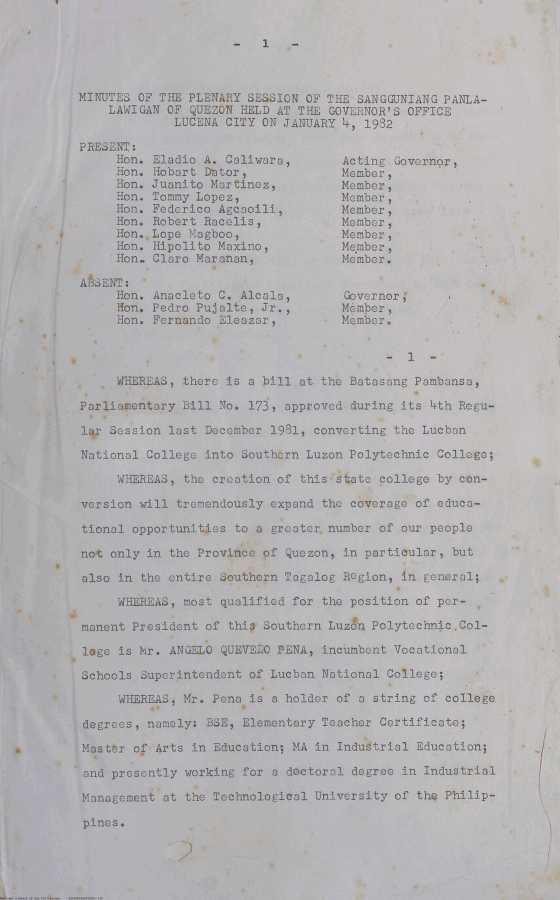 - 1 -
MINUTES OF THE PLENARY SESSION OF THE SANGGUNIANG PANLA-
LAWIGAN OF QUEZON HELD AT THE GOVERNOR'S OFFICE
LUCENA CITY ON JANUARY 4, 1982
PRESENT:
Hon. Eladio A. Caliwara, Acting Governor,
Hon. Hobart Dator, Member,
Hon. Juanito Martinez, Member,
Hon. Tommy Lopez, Member,
Hon. Federico Agcaoili, Member,
Hon. Robert Racelis, Member,
Hon. Lope Magboo, Member,
Hon. Hipolito Maxino, Member,
Hon. Claro Maranan, Member.
ABSENT:
Hon. Anacleto C. Alcala, Governor,
Hon. Pedro Pujalte, Jr., Member,
Hon. Fernando Eleazar, Member.
- 1 -
WHEREAS, there is a bill at the Batasang Pambansa,
Parliamentary Bill No. 173, approved during its 4th Regu-
lar Session last December 1981, converting the Lucban
National College into Southern Luzon Polytechnic College;
WHEREAS, the creation of this state college by con-
version will tremendously expand the coverage of educa-
tional opportunities to a greater number of our people
not only in the Province of Quezon, in particular, but
also in the entire Southern Tagalog Region, in general;
WHEREAS, most qualified for the position of per-
manent President of this Southern Luzon Polytechnic Col-
lege is Mr. ANGELO QUEVEDO PENA, incumbent Vocational
Schools Superintendent of Lucban National College;
WHEREAS, Mr. Pena is a holder of a string of college
degrees, namely: BSE, Elementary Teacher Certificate;
Master of Arts in Education; MA in Industrial Education;
and presently working for a doctoral degree in Industrial
Management at the Technological University of the Philip-
pines.